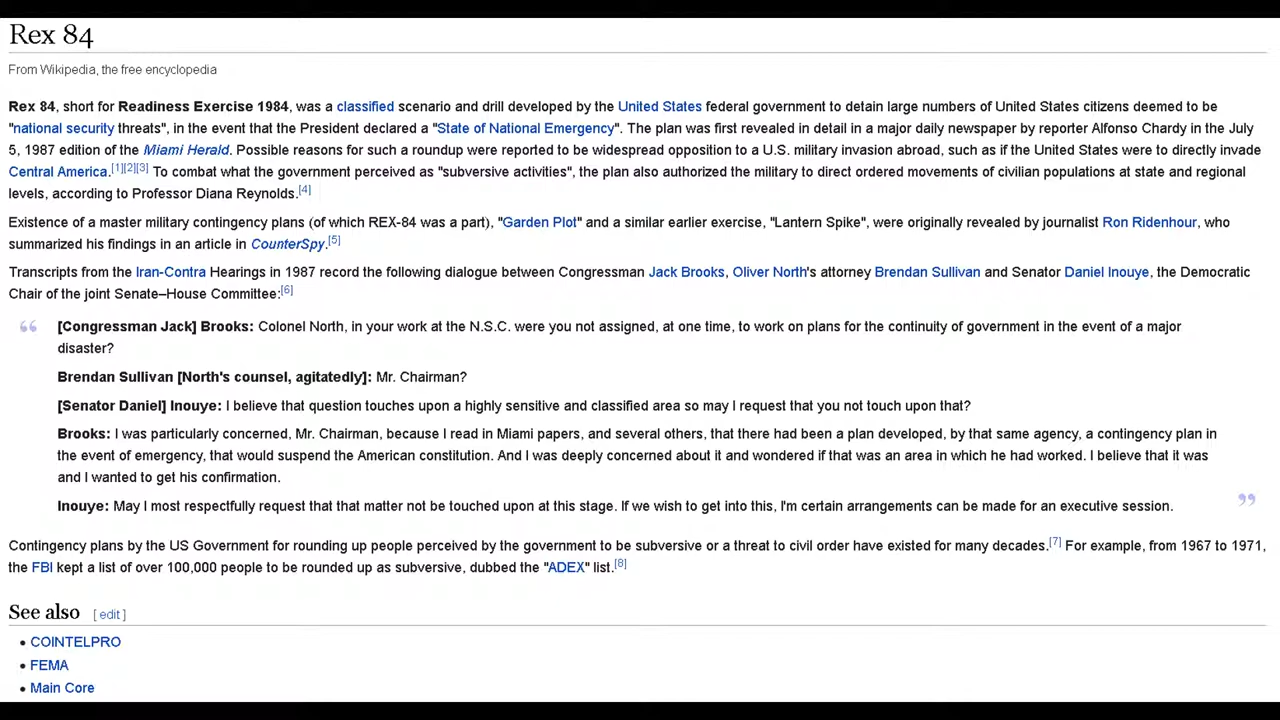 Rex 84
From Wikipedia, the free encyclopedia
Rex 84, short for Readiness Exercise 1984, was a classified scenario and drill developed by the United States federal government to detain large numbers of United States citizens deemed to be
"national security threats", in the event that the President declared a "State of National Emergency". The plan was first revealed in detail in a major daily newspaper by reporter Alfonso Chardy in the July
5, 1987 edition of the Miami Herald. Possible reasons for such a roundup were reported to be widespread opposition to a U.S. military invasion abroad, such as if the United States were to directly invade
Central America.[1][2][3] To combat what the government perceived as "subversive activities", the plan also authorized the military to direct ordered movements of civilian populations at state and regional
levels, according to Professor Diana Reynolds.[4]
Existence of a master military contingency plans (of which REX-84 was a part), "Garden Plot" and a similar earlier exercise, "Lantern Spike", were originally revealed by journalist Ron Ridenhour, who
summarized his findings in an article in CounterSpy.[5]
Transcripts from the Iran-Contra Hearings in 1987 record the following dialogue between Congressman Jack Brooks, Oliver North's attorney Brendan Sullivan and Senator Daniel Inouye, the Democratic
Chair of the joint Senate–House Committee:[6]
“ [Congressman Jack] Brooks: Colonel North, in your work at the N.S.C. were you not assigned, at one time, to work on plans for the continuity of government in the event of a major
disaster?
Brendan Sullivan [North's counsel, agitatedly]: Mr. Chairman?
[Senator Daniel] Inouye: I believe that question touches upon a highly sensitive and classified area so may I request that you not touch upon that?
Brooks: I was particularly concerned, Mr. Chairman, because I read in Miami papers, and several others, that there had been a plan developed, by that same agency, a contingency plan in
the event of emergency, that would suspend the American constitution. And I was deeply concerned about it and wondered if that was an area in which he had worked. I believe that it was
and I wanted to get his confirmation.
Inouye: May I most respectfully request that that matter not be touched upon at this stage. If we wish to get into this, I'm certain arrangements can be made for an executive session. ”
Contingency plans by the US Government for rounding up people perceived by the government to be subversive or a threat to civil order have existed for many decades.[7] For example, from 1967 to 1971,
the FBI kept a list of over 100,000 people to be rounded up as subversive, dubbed the "ADEX" list.[8]
See also [ edit ]
• COINTELPRO
• FEMA
• Main Core